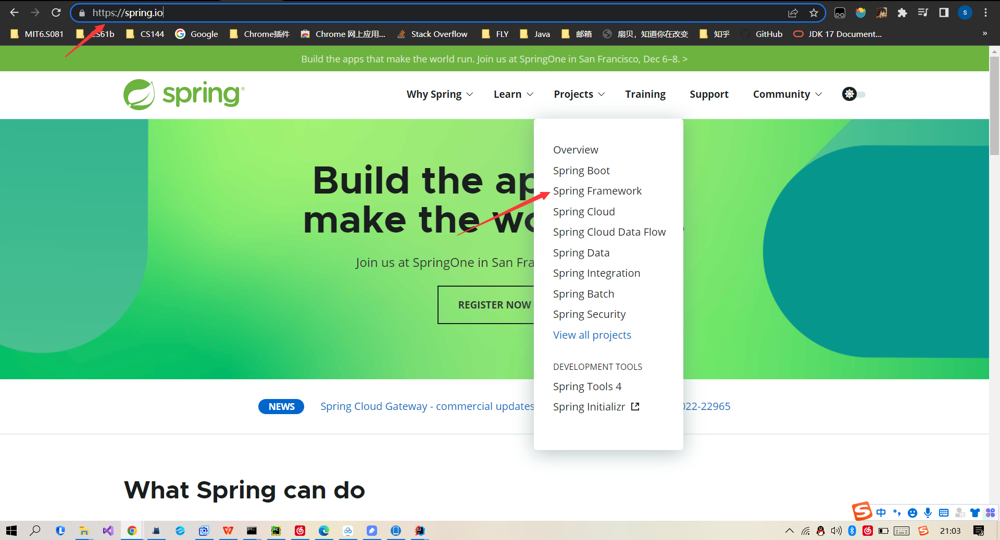 https://spring.io
MIT6.S081 CS61b CS144 Google Chrome插件 Chrome 网上应用... Stack Overflow FLY Java 邮箱 扇贝，知道你在改变 知乎 GitHub JDK 17 Document... »
Build the apps that make the world run. Join us at SpringOne in San Francisco, Dec 6–8. >
spring®
Why Spring Learn Projects Training Support Community
Overview
Spring Boot
Spring Framework
Spring Cloud
Spring Cloud Data Flow
Spring Data
Spring Integration
Spring Batch
Spring Security
View all projects
DEVELOPMENT TOOLS
Spring Tools 4
Spring Initializr
Build the ap
make the wo
Join us at SpringOne in San Fra
REGISTER NOW
NEWS Spring Cloud Gateway - commercial updates 022-22965
What Spring can do
中
21:03